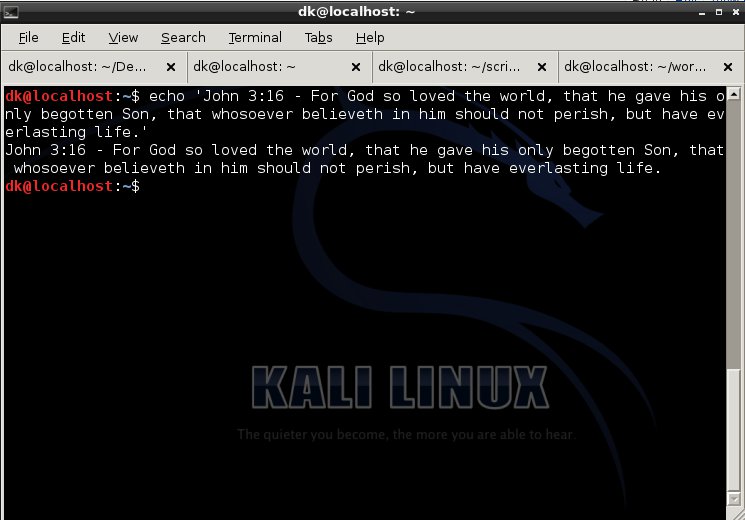 dk@localhost: ~
File Edit View Search Terminal Tabs Help
dk@localhost: ~/De... dk@localhost: ~ dk@localhost: ~/scri... dk@localhost: ~/wor...
dk@localhost:~$ echo 'John 3:16 - For God so loved the world, that he gave his o
nly begotten Son, that whosoever believeth in him should not perish, but have ev
erlasting life.'
John 3:16 - For God so loved the world, that he gave his only begotten Son, that
 whosoever believeth in him should not perish, but have everlasting life.
dk@localhost:~$
KALI LINUX
The quieter you become, the more you are able to hear.